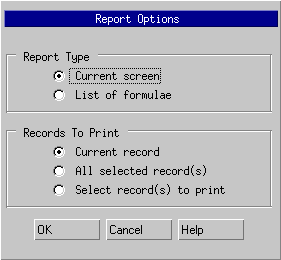 Report Options
Report Type
Current screen
List of formulae
Records To Print
Current record
All selected record(s)
Select record(s) to print
OK Cancel Help